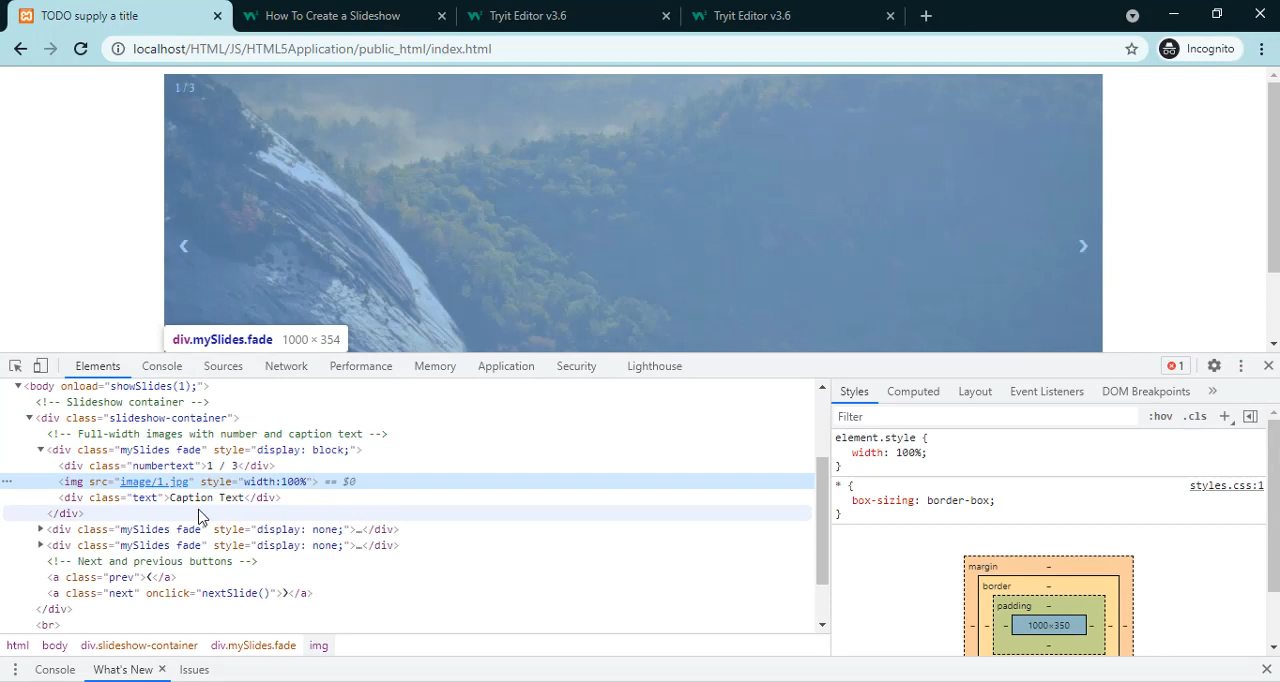 TODO supply a title
How To Create a Slideshow
Tryit Editor v3.6
Tryit Editor v3.6
localhost/HTML/JS/HTML5Application/public_html/index.html
Incognito
1 / 3
❮
❯
div.mySlides.fade 1000 × 354
Elements Console Sources Network Performance Memory Application Security Lighthouse
1
<body onload="showSlides(1);">
<!-- Slideshow container -->
<div class="slideshow-container">
<!-- Full-width images with number and caption text -->
<div class="mySlides fade" style="display: block;">
<div class="numbertext">1 / 3</div>
<img src="image/1.jpg" style="width:100%"> == $0
<div class="text">Caption Text</div>
</div>
<div class="mySlides fade" style="display: none;">…</div>
<div class="mySlides fade" style="display: none;">…</div>
<!-- Next and previous buttons -->
<a class="prev">❮</a>
<a class="next" onclick="nextSlide()">❯</a>
</div>
<br>
html body div.slideshow-container div.mySlides.fade img
Styles Computed Layout Event Listeners DOM Breakpoints »
Filter :hov .cls +
element.style {
width: 100%;
}
* { styles.css:1
box-sizing: border-box;
}
margin -
border -
padding -
- - - 1000×350 - - -
-
Console What's New × Issues